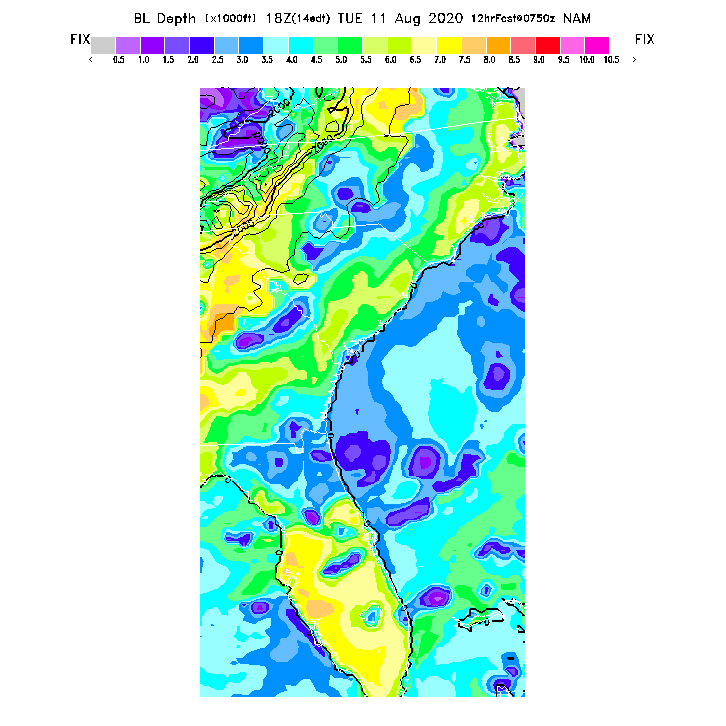 BL Depth [x1000ft] 18Z(14edt) TUE 11 Aug 2020 12hrFcst@0750z NAM
FIX FIX
< 0.5 1.0 1.5 2.0 2.5 3.0 3.5 4.0 4.5 5.0 5.5 6.0 6.5 7.0 7.5 8.0 8.5 9.0 9.5 10.0 10.5 >